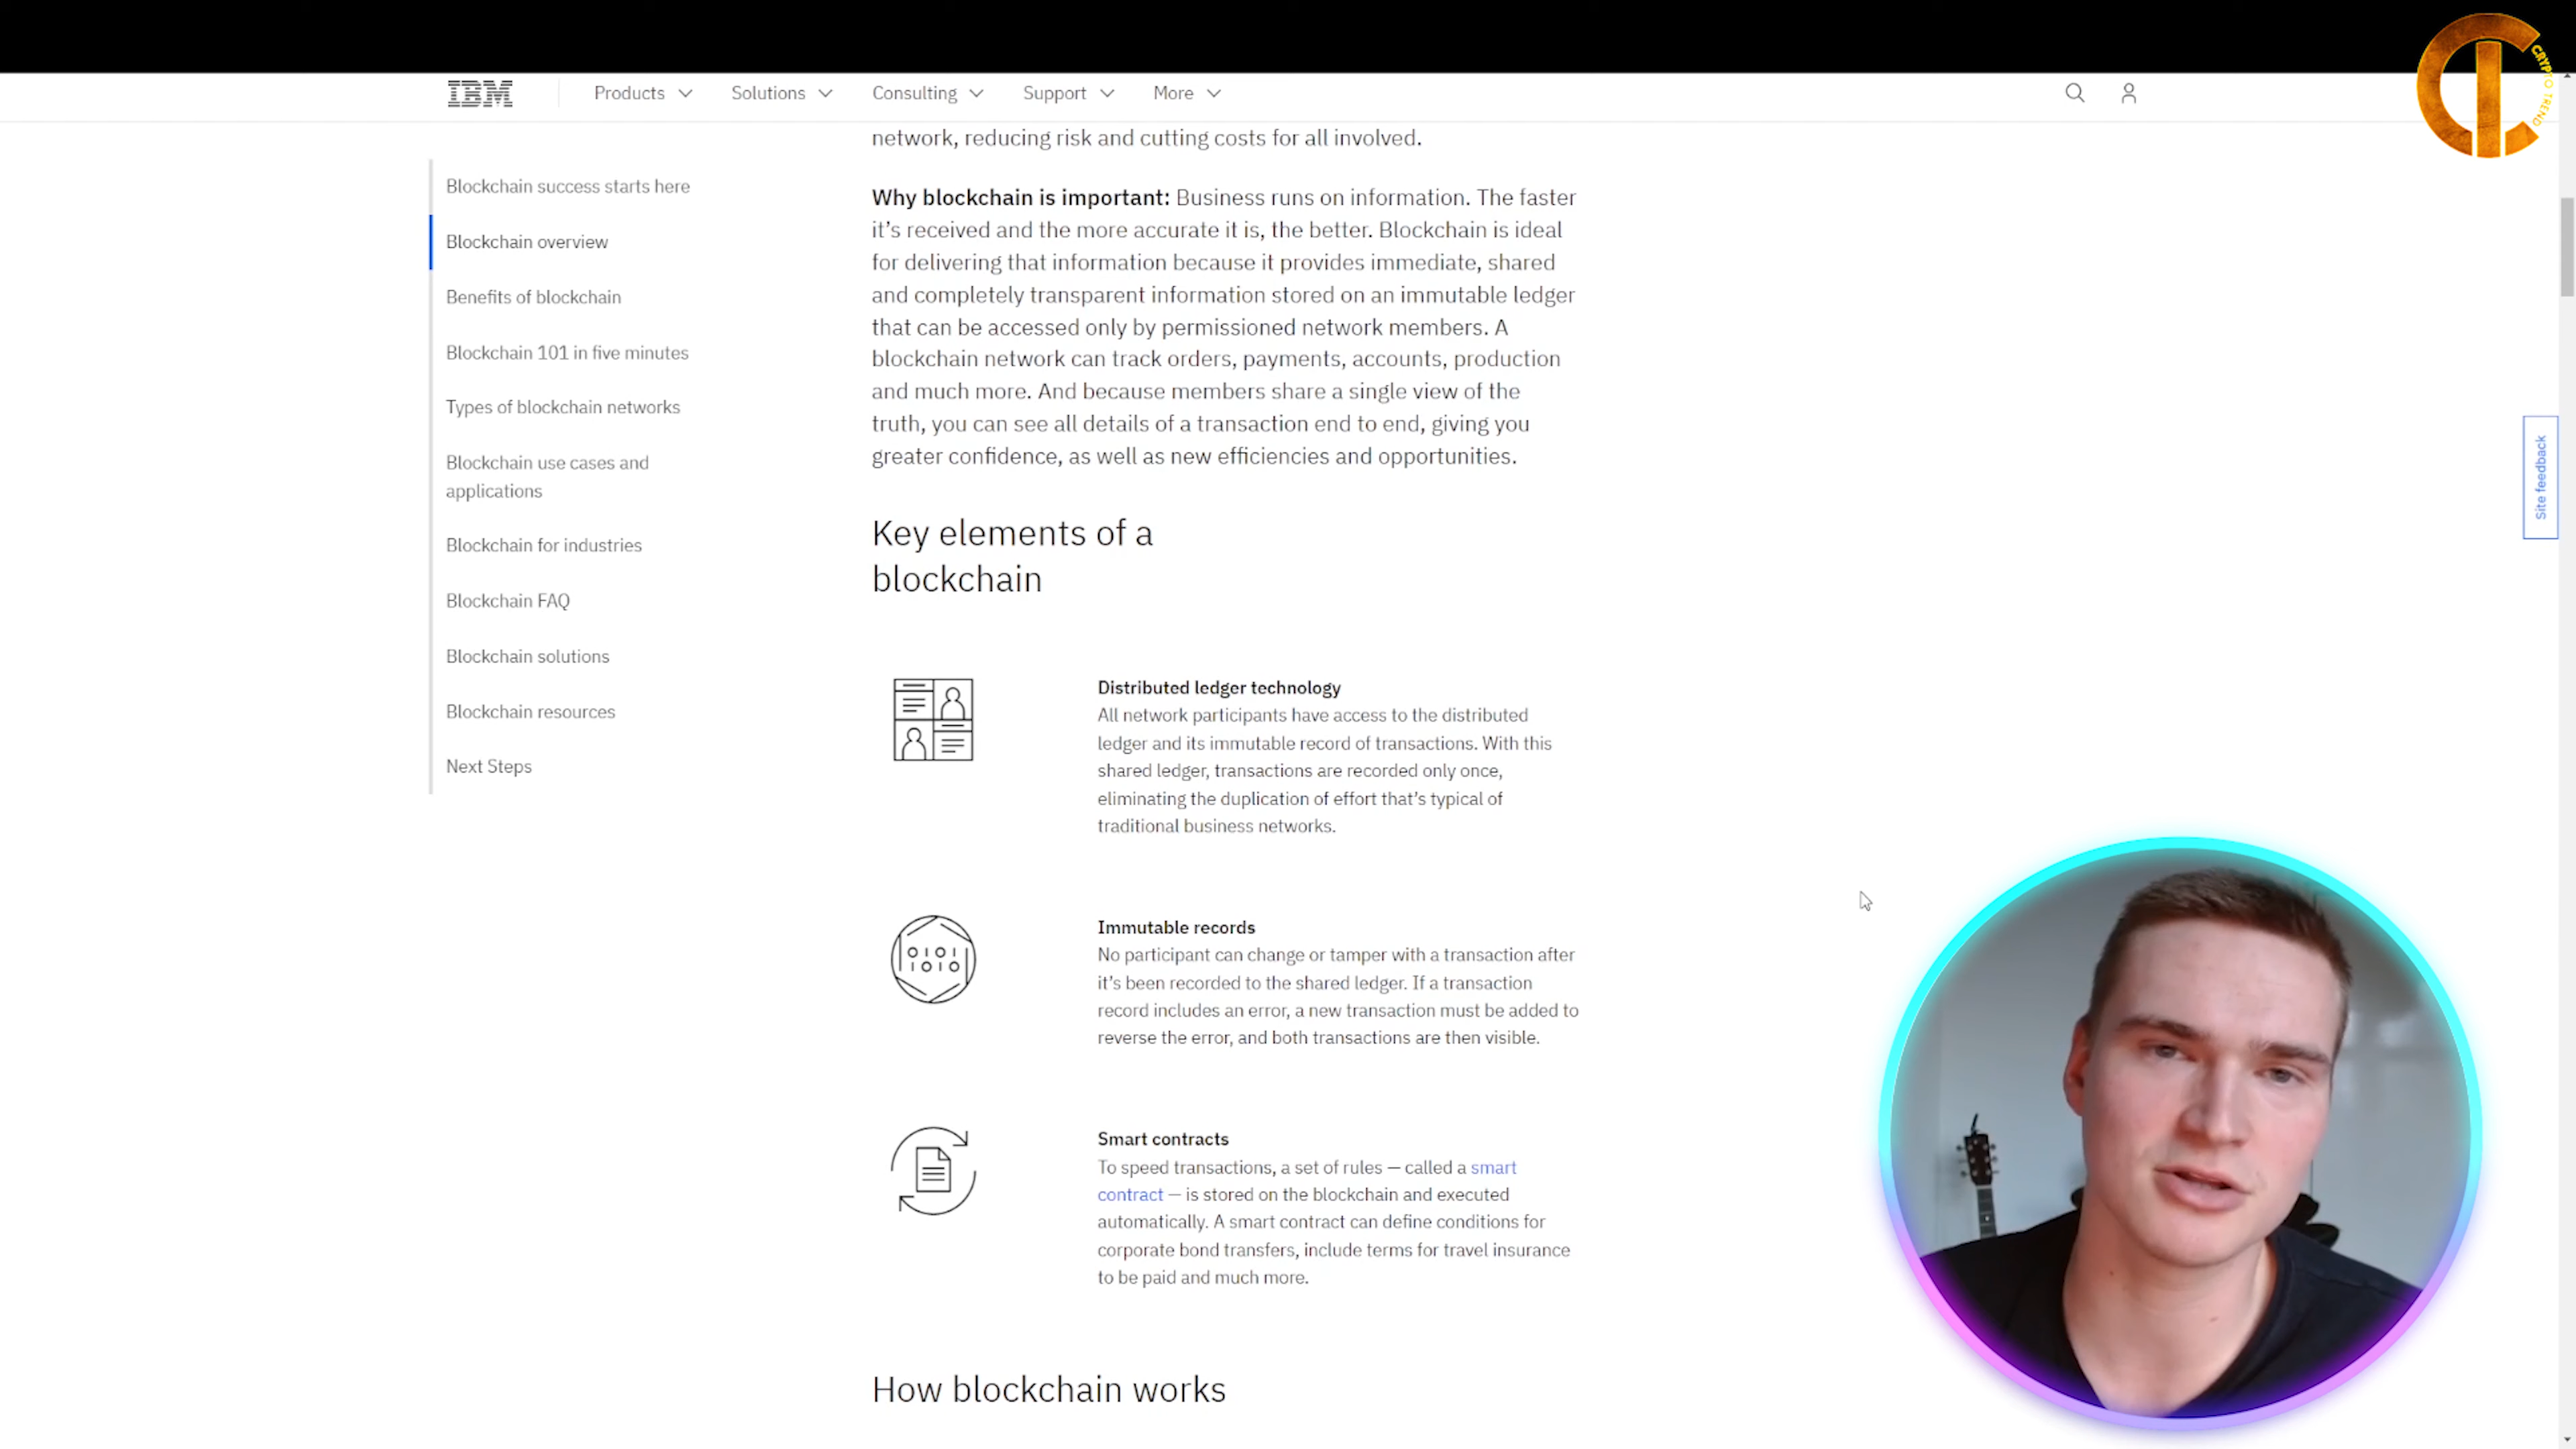 CRYPTO TREND
IBM
Products
Solutions
Consulting
Support
More
network, reducing risk and cutting costs for all involved.
Blockchain success starts here
Blockchain overview
Benefits of blockchain
Blockchain 101 in five minutes
Types of blockchain networks
Blockchain use cases and
applications
Blockchain for industries
Blockchain FAQ
Blockchain solutions
Blockchain resources
Next Steps
Why blockchain is important: Business runs on information. The faster
it's received and the more accurate it is, the better. Blockchain is ideal
for delivering that information because it provides immediate, shared
and completely transparent information stored on an immutable ledger
that can be accessed only by permissioned network members. A
blockchain network can track orders, payments, accounts, production
and much more. And because members share a single view of the
truth, you can see all details of a transaction end to end, giving you
greater confidence, as well as new efficiencies and opportunities.
Site feedback
Key elements of a
blockchain
Distributed ledger technology
All network participants have access to the distributed
ledger and its immutable record of transactions. With this
shared ledger, transactions are recorded only once,
eliminating the duplication of effort that's typical of
traditional business networks.
0101
1010
Immutable records
No participant can change or tamper with a transaction after
it's been recorded to the shared ledger. If a transaction
record includes an error, a new transaction must be added to
reverse the error, and both transactions are then visible.
Smart contracts
To speed transactions, a set of rules — called a smart
contract — is stored on the blockchain and executed
automatically. A smart contract can define conditions for
corporate bond transfers, include terms for travel insurance
to be paid and much more.
How blockchain works